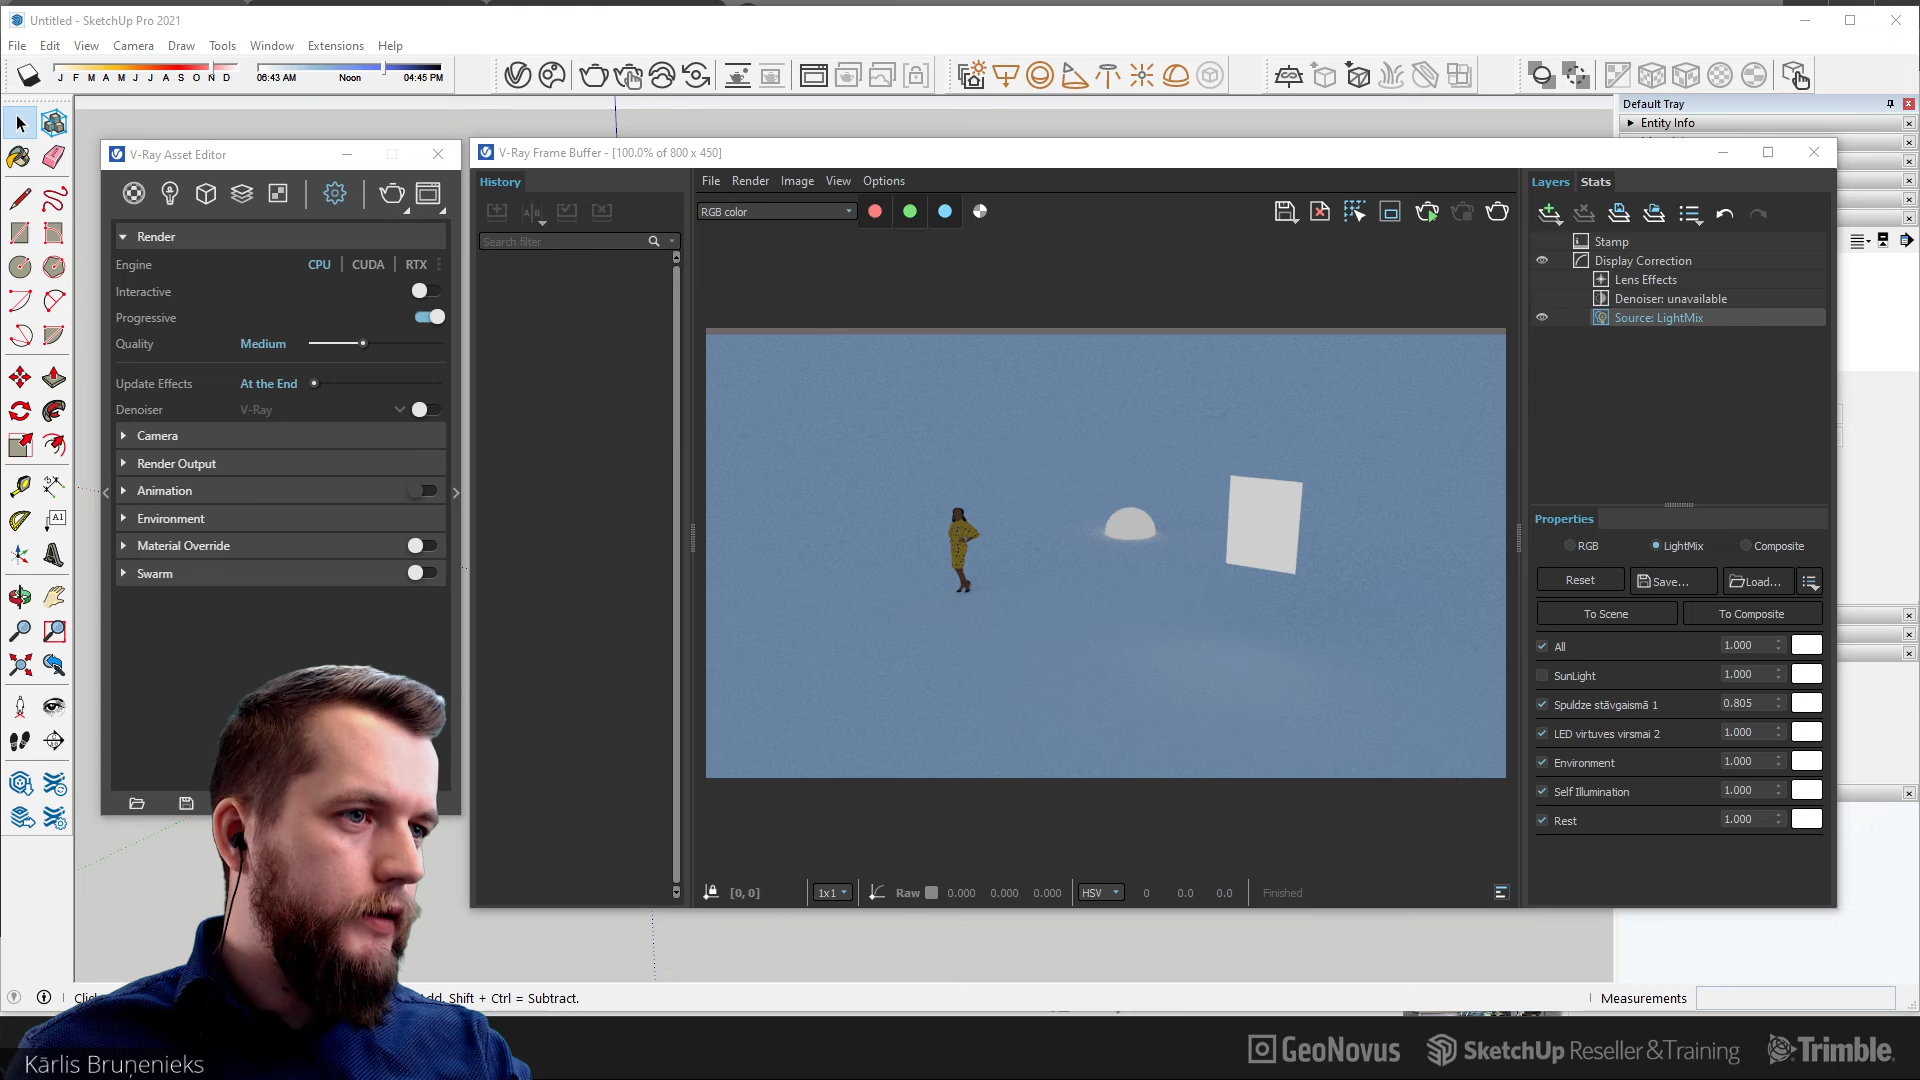 Untitled - SketchUp Pro 2021
File Edit View Camera Draw Tools Window Extensions Help
J F M A M J J A S O N D 06:43 AM Noon 04:45 PM
Default Tray
Entity Info
V-Ray Asset Editor
V-Ray Frame Buffer - [100.0% of 800 x 450]
History
File Render Image View Options
Layers Stats
RGB color
Search filter
Render
Engine CPU CUDA RTX
Interactive
Progressive
Quality Medium
Update Effects At the End
Denoiser V-Ray
Camera
Render Output
Animation
Environment
Material Override
Swarm
A1
Stamp
Display Correction
Lens Effects
Denoiser: unavailable
Source: LightMix
Properties
RGB LightMix Composite
Reset Save... Load...
To Scene To Composite
All 1.000
SunLight 1.000
Spuldze stāvgaismā 1 0.805
LED virtuves virsmai 2 1.000
Environment 1.000
Self Illumination 1.000
Rest 1.000
[0, 0] 1x1 Raw 0.000 0.000 0.000 HSV 0 0.0 0.0 Finished
Shift + Ctrl = Subtract.
Measurements
Kārlis Bruņenieks
GeoNovus SketchUp Reseller & Training Trimble